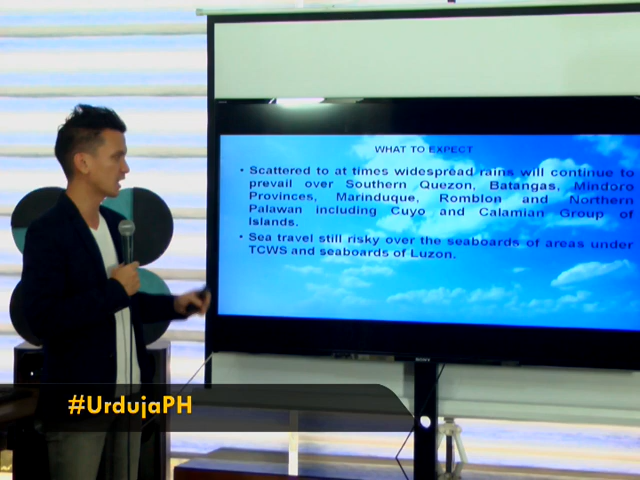 WHAT TO EXPECT
• Scattered to at times widespread rains will continue to
prevail over Southern Quezon, Batangas, Mindoro
Provinces, Marinduque, Romblon and Northern
Palawan including Cuyo and Calamian Group of
Islands.
• Sea travel still risky over the seaboards of areas under
TCWS and seaboards of Luzon.
SONY
#UrdujaPH